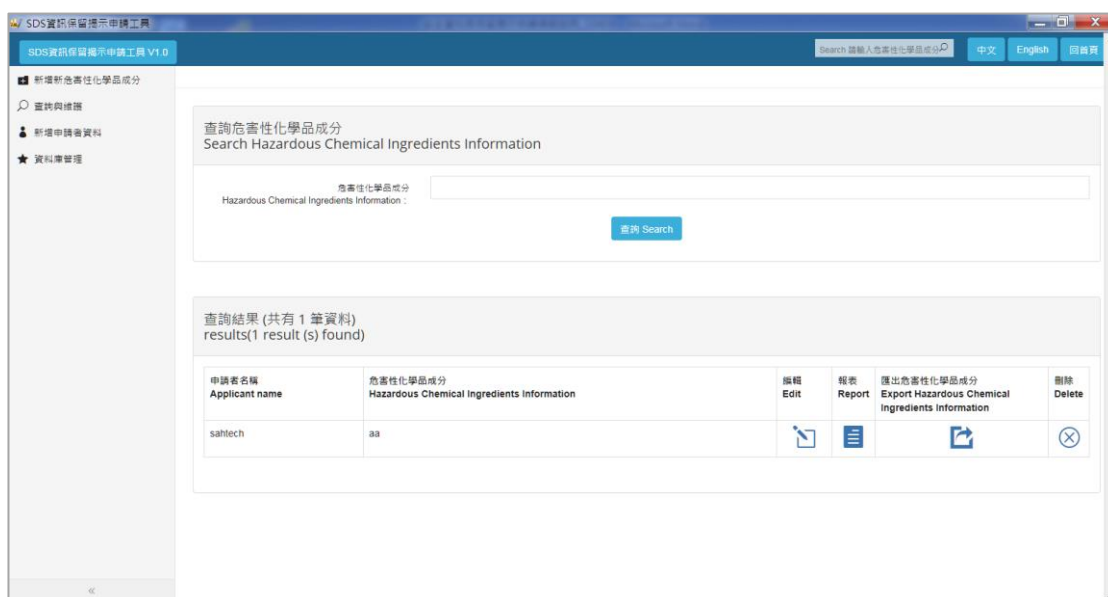 SDS資訊保留揭示申請工具
SDS資訊保留揭示申請工具 V1.0
Search 請輸入危害性化學品成分
中文
English
回首頁
新增新危害性化學品成分
查詢與維護
新增申請者資料
資料庫管理
查詢危害性化學品成分
Search Hazardous Chemical Ingredients Information
危害性化學品成分
Hazardous Chemical Ingredients Information :
查詢 Search
查詢結果 (共有 1 筆資料)
results(1 result (s) found)
申請者名稱
Applicant name
危害性化學品成分
Hazardous Chemical Ingredients Information
編輯
Edit
報表
Report
匯出危害性化學品成分
Export Hazardous Chemical
Ingredients Information
刪除
Delete
sahtech
aa